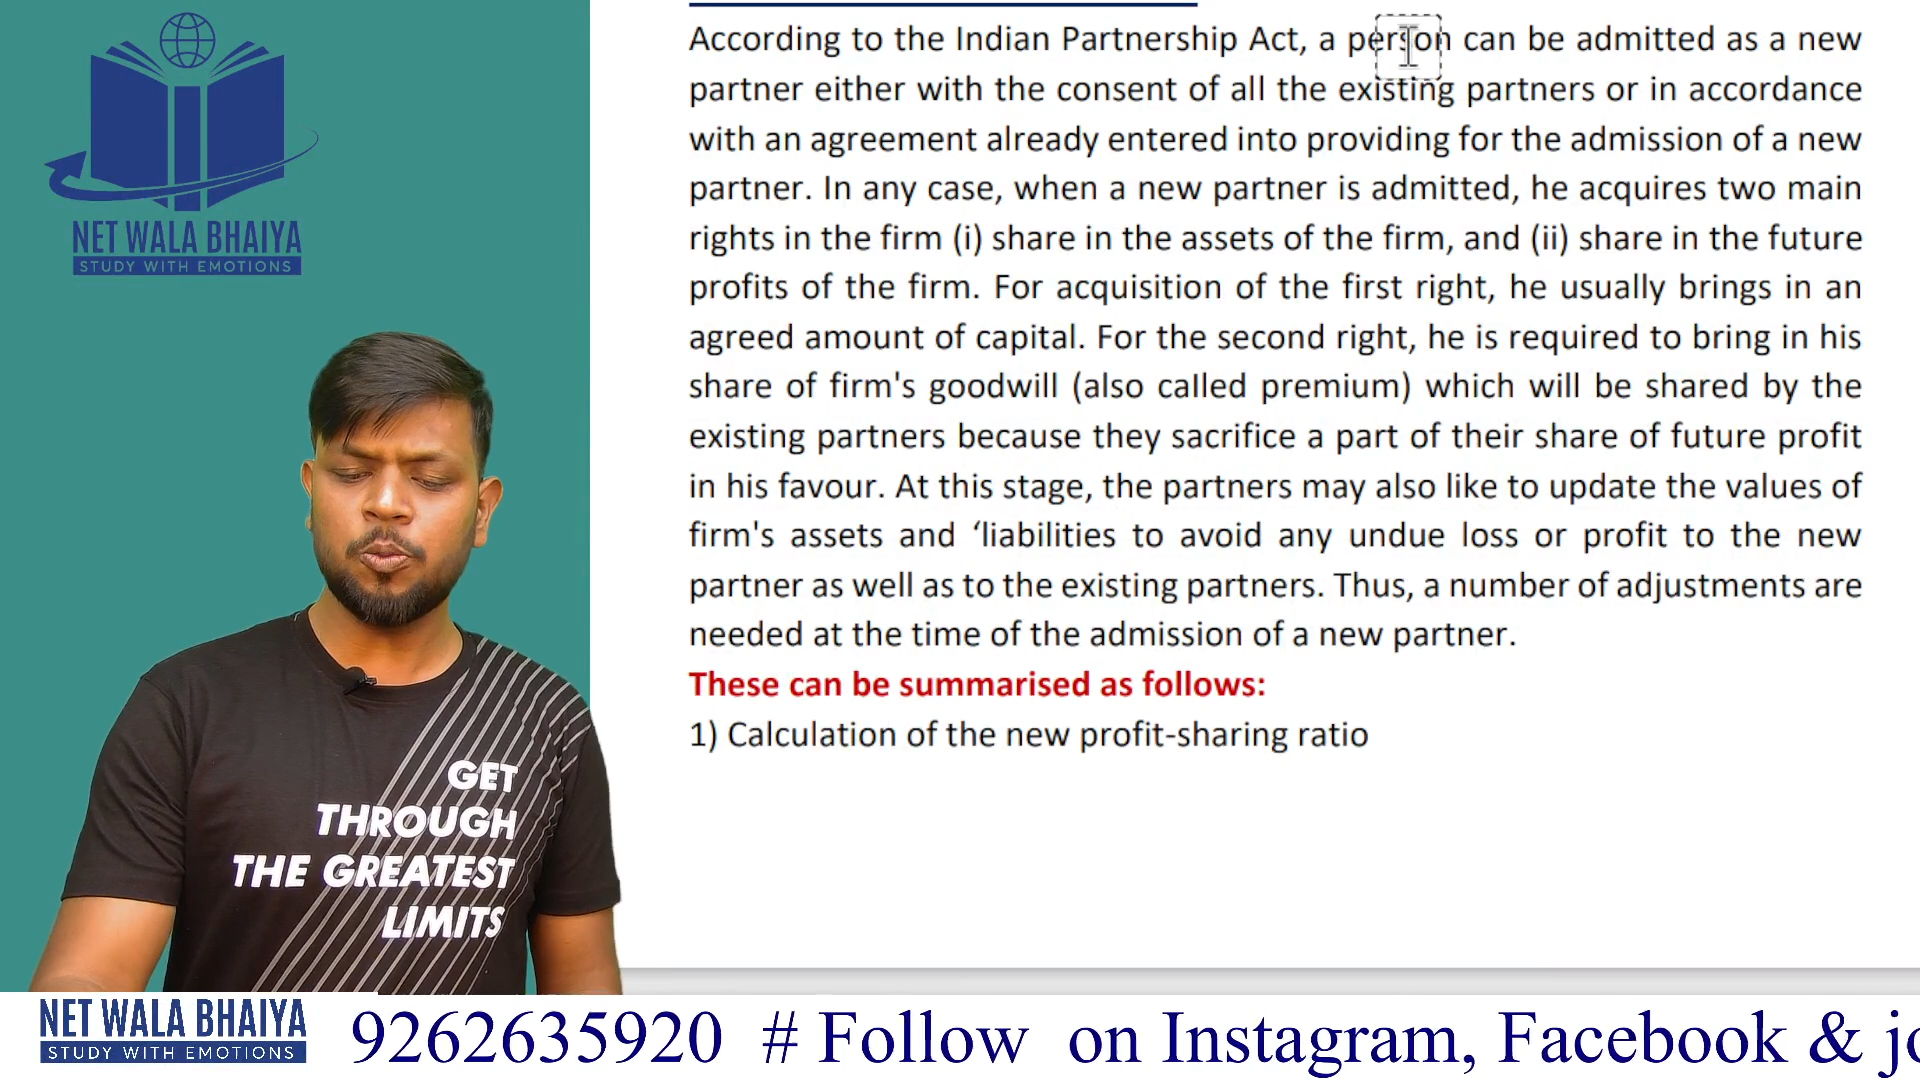 According to the Indian Partnership Act, a person can be admitted as a new
partner either with the consent of all the existing partners or in accordance
with an agreement already entered into providing for the admission of a new
partner. In any case, when a new partner is admitted, he acquires two main
rights in the firm (i) share in the assets of the firm, and (ii) share in the future
profits of the firm. For acquisition of the first right, he usually brings in an
agreed amount of capital. For the second right, he is required to bring in his
share of firm's goodwill (also called premium) which will be shared by the
existing partners because they sacrifice a part of their share of future profit
in his favour. At this stage, the partners may also like to update the values of
firm's assets and ‘liabilities to avoid any undue loss or profit to the new
partner as well as to the existing partners. Thus, a number of adjustments are
needed at the time of the admission of a new partner.
These can be summarised as follows:
1) Calculation of the new profit-sharing ratio
NET WALA BHAIYA
STUDY WITH EMOTIONS
GET
THROUGH
THE GREATEST
LIMITS
NET WALA BHAIYA
STUDY WITH EMOTIONS
9262635920 # Follow on Instagram, Facebook & jo